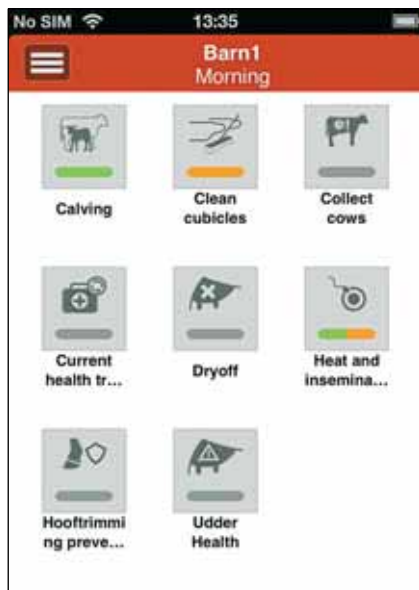 No SIM 13:35
Barn1
Morning
Calving
Clean
cubicles
Collect
cows
Current
health tr...
Dryoff
Heat and
insemina...
Hooftrimmi
ng preve...
Udder
Health